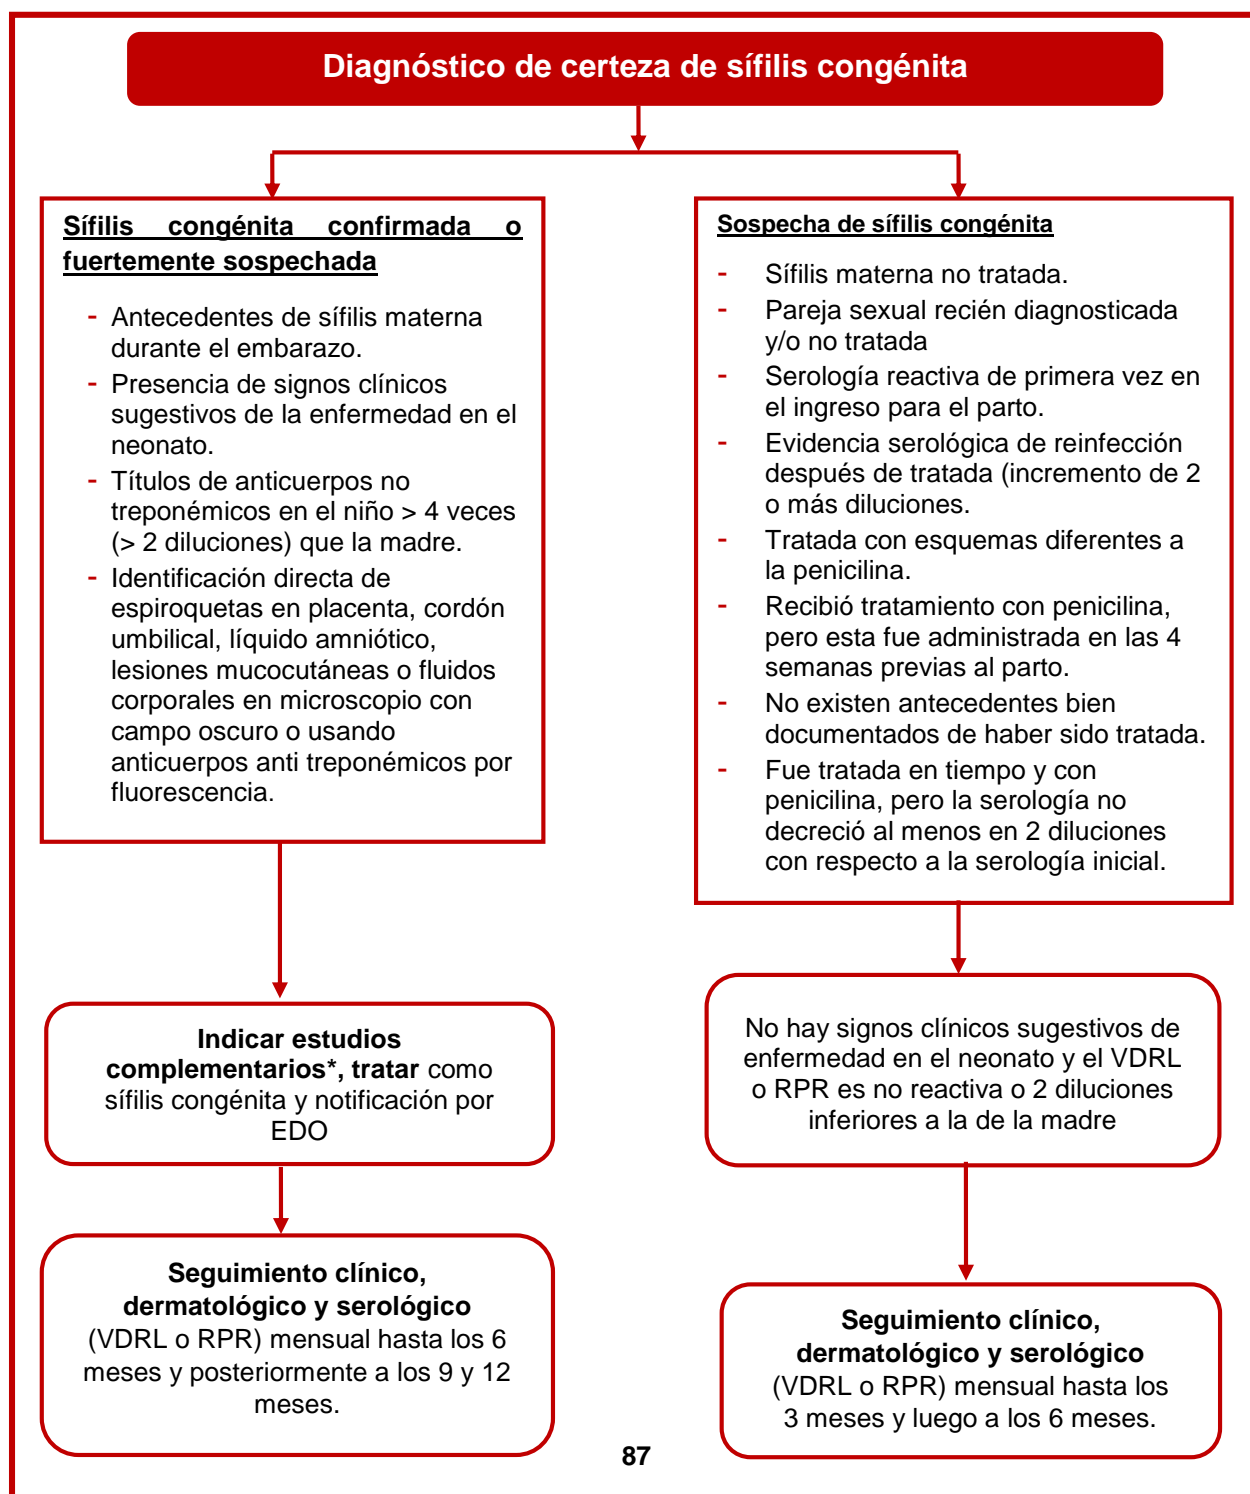 Diagnóstico de certeza de sífilis congénita
Sífilis congénita confirmada o
fuertemente sospechada
- Antecedentes de sífilis materna
durante el embarazo.
- Presencia de signos clínicos
sugestivos de la enfermedad en el
neonato.
- Títulos de anticuerpos no
treponémicos en el niño > 4 veces
(> 2 diluciones) que la madre.
- Identificación directa de
espiroquetas en placenta, cordón
umbilical, líquido amniótico,
lesiones mucocutáneas o fluidos
corporales en microscopio con
campo oscuro o usando
anticuerpos anti treponémicos por
fluorescencia.
Indicar estudios
complementarios*, tratar como
sífilis congénita y notificación por
EDO
Seguimiento clínico,
dermatológico y serológico
(VDRL o RPR) mensual hasta los 6
meses y posteriormente a los 9 y 12
meses.
Sospecha de sífilis congénita
- Sífilis materna no tratada.
- Pareja sexual recién diagnosticada
y/o no tratada
- Serología reactiva de primera vez en
el ingreso para el parto.
- Evidencia serológica de reinfección
después de tratada (incremento de 2
o más diluciones.
- Tratada con esquemas diferentes a
la penicilina.
- Recibió tratamiento con penicilina,
pero esta fue administrada en las 4
semanas previas al parto.
- No existen antecedentes bien
documentados de haber sido tratada.
- Fue tratada en tiempo y con
penicilina, pero la serología no
decreció al menos en 2 diluciones
con respecto a la serología inicial.
No hay signos clínicos sugestivos de
enfermedad en el neonato y el VDRL
o RPR es no reactiva o 2 diluciones
inferiores a la de la madre
Seguimiento clínico,
dermatológico y serológico
(VDRL o RPR) mensual hasta los
3 meses y luego a los 6 meses.
87